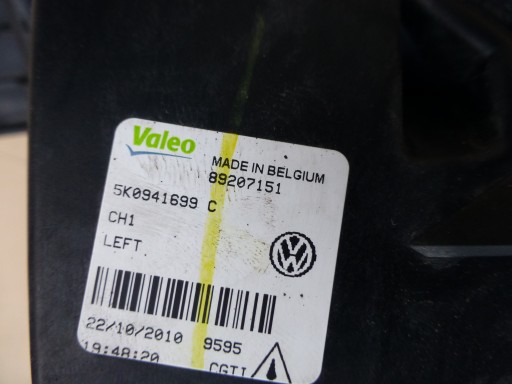 Valeo
MADE IN BELGIUM
89207151
5K0941699 C
CH1
LEFT
22/10/2010 9595
19:48:20 CGTI